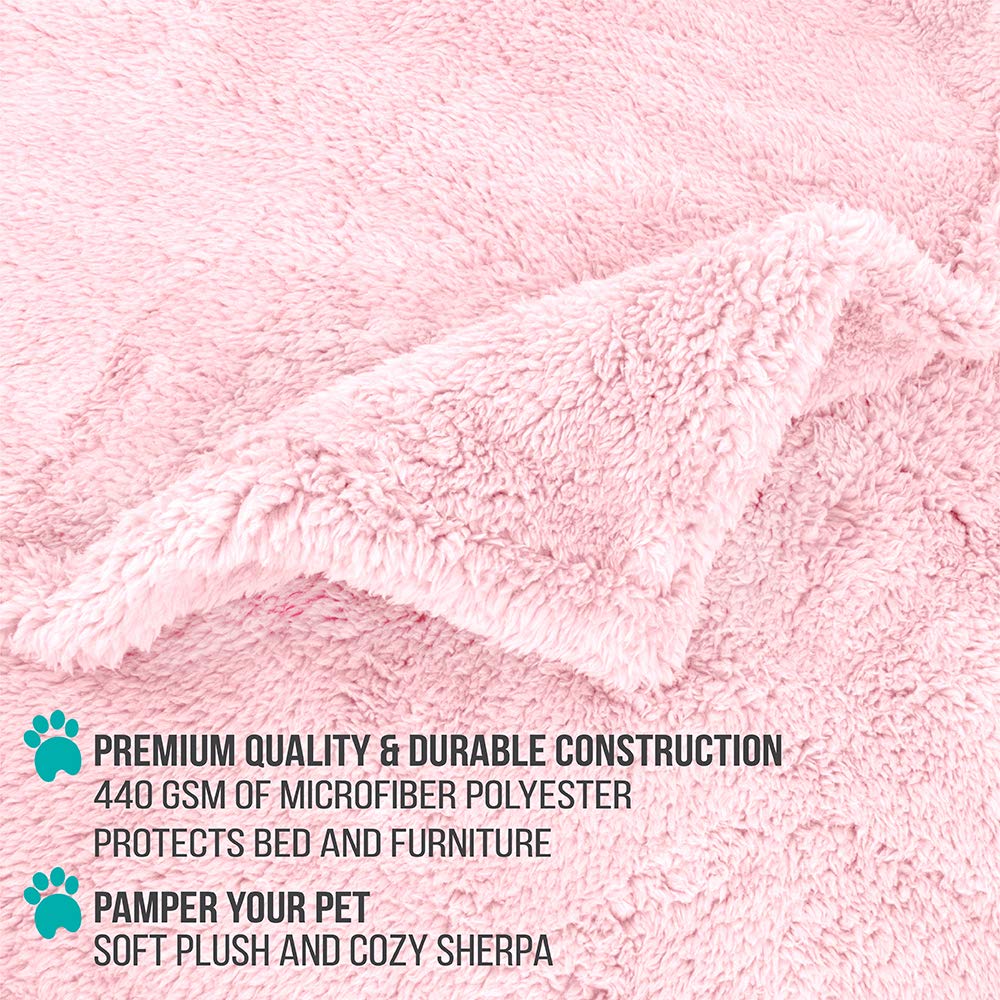 PREMIUM QUALITY & DURABLE CONSTRUCTION
440 GSM OF MICROFIBER POLYESTER
PROTECTS BED AND FURNITURE
PAMPER YOUR PET
SOFT PLUSH AND COZY SHERPA